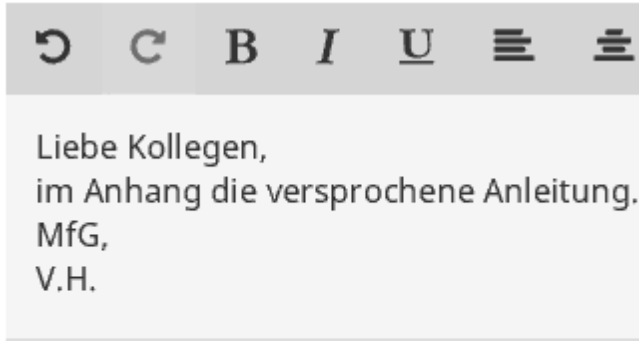 B I U
Liebe Kollegen,
im Anhang die versprochene Anleitung.
MfG,
V.H.